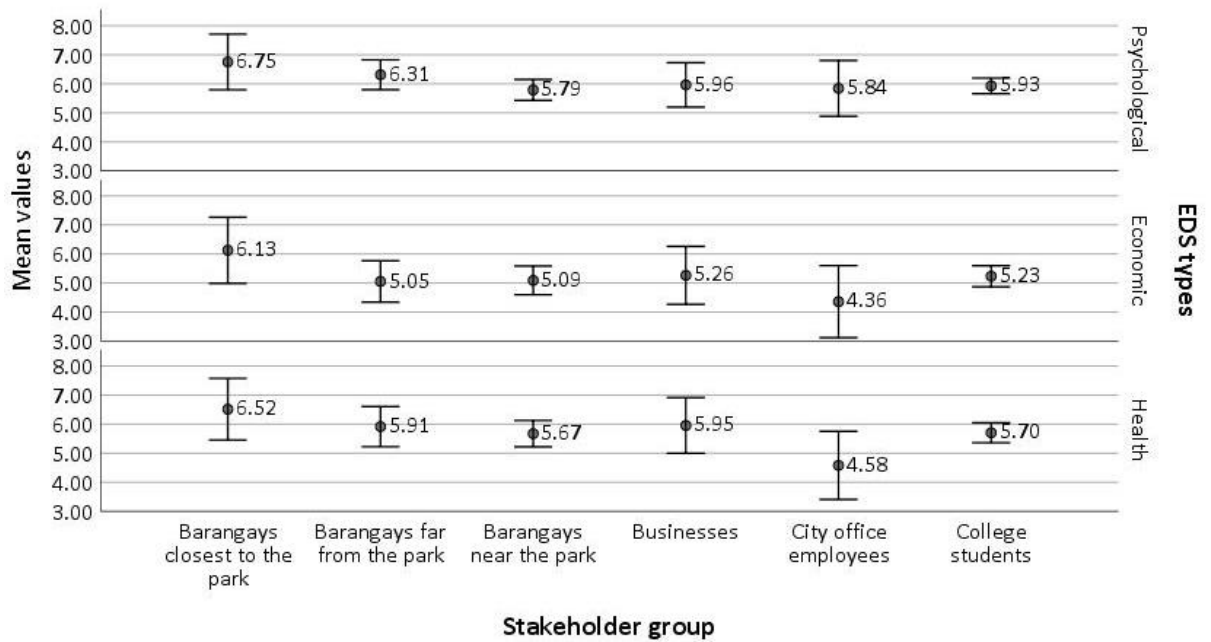 8.00
7.00
6.00
5.00
4.00
3.00
6.75
6.31
5.79
5.96
5.84
5.93
Psychological
8.00
7.00
6.00
5.00
4.00
3.00
6.13
5.05
5.09
5.26
4.36
5.23
Economic
8.00
7.00
6.00
5.00
4.00
3.00
6.52
5.91
5.67
5.95
4.58
5.70
Health
Mean values
EDS types
Barangays
closest to the
park
Barangays far
from the park
Barangays
near the park
Businesses
City office
employees
College
students
Stakeholder group